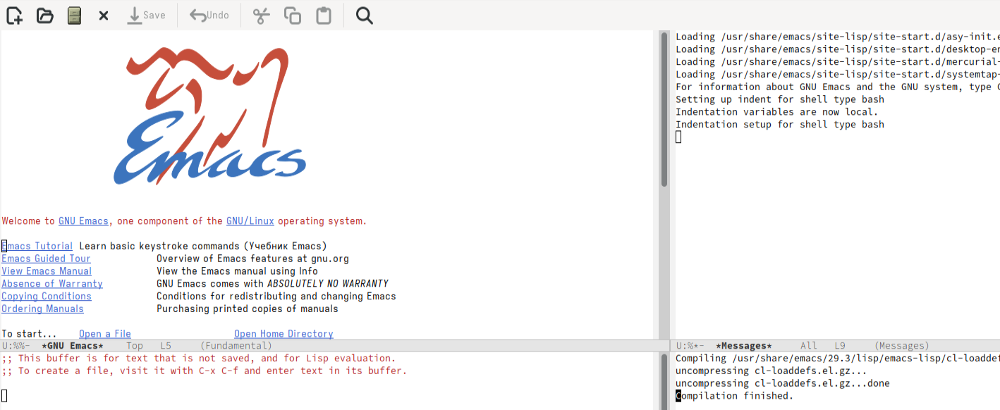 Save
Undo
Emacs
Welcome to GNU Emacs, one component of the GNU/Linux operating system.
Emacs Tutorial Learn basic keystroke commands (Учебник Emacs)
Emacs Guided Tour Overview of Emacs features at gnu.org
View Emacs Manual View the Emacs manual using Info
Absence of Warranty GNU Emacs comes with ABSOLUTELY NO WARRANTY
Copying Conditions Conditions for redistributing and changing Emacs
Ordering Manuals Purchasing printed copies of manuals
To start... Open a File Open Home Directory
U:%%- *GNU Emacs* Top L5 (Fundamental)
;; This buffer is for text that is not saved, and for Lisp evaluation.
;; To create a file, visit it with C-x C-f and enter text in its buffer.
Loading /usr/share/emacs/site-lisp/site-start.d/asy-init.e
Loading /usr/share/emacs/site-lisp/site-start.d/desktop-en
Loading /usr/share/emacs/site-lisp/site-start.d/mercurial-
Loading /usr/share/emacs/site-lisp/site-start.d/systemtap-
For information about GNU Emacs and the GNU system, type C
Setting up indent for shell type bash
Indentation variables are now local.
Indentation setup for shell type bash
U:%*- *Messages* All L9 (Messages)
Compiling /usr/share/emacs/29.3/lisp/emacs-lisp/cl-loaddef
uncompressing cl-loaddefs.el.gz...
uncompressing cl-loaddefs.el.gz...done
Compilation finished.